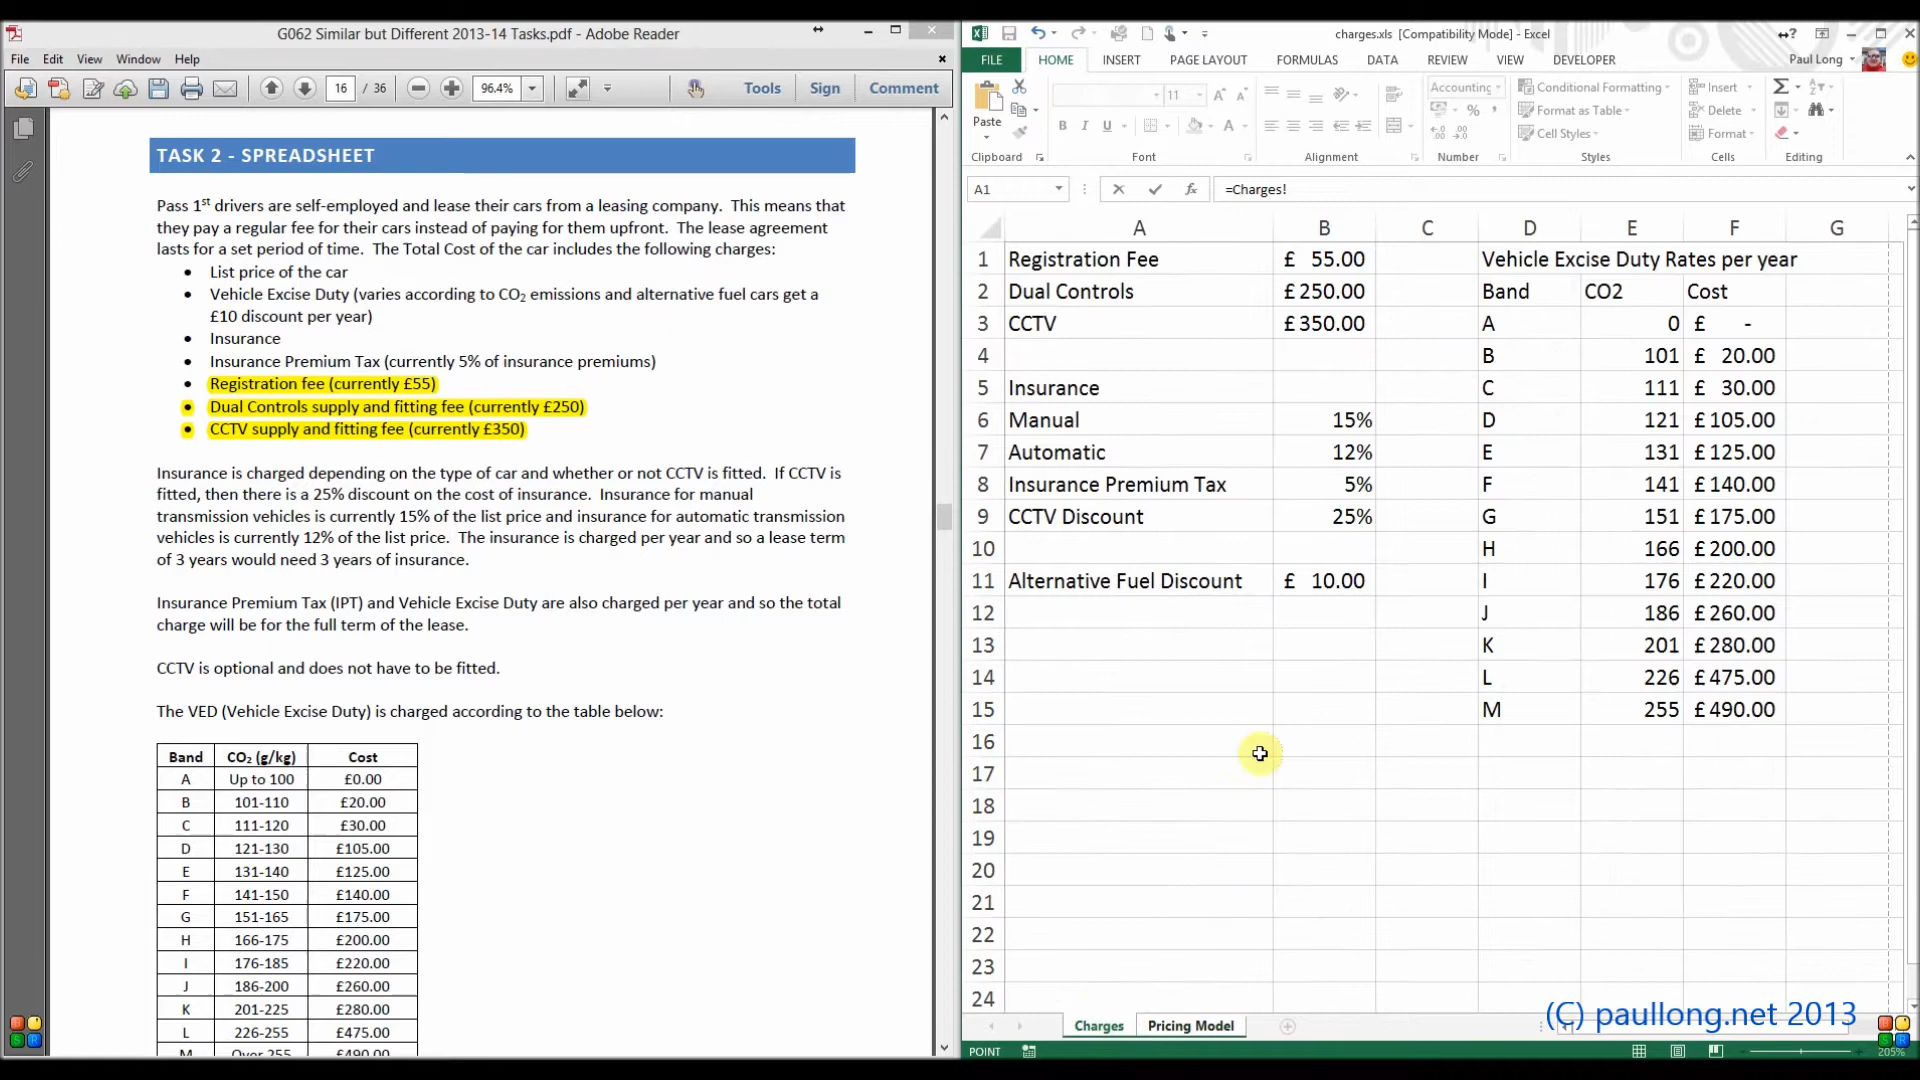 G062 Similar but Different 2013-14 Tasks.pdf - Adobe Reader
File Edit View Window Help
16 / 36
96.4%
Tools
Sign
Comment
TASK 2 - SPREADSHEET
Pass 1st drivers are self-employed and lease their cars from a leasing company. This means that
they pay a regular fee for their cars instead of paying for them upfront. The lease agreement
lasts for a set period of time. The Total Cost of the car includes the following charges:
• List price of the car
• Vehicle Excise Duty (varies according to CO2 emissions and alternative fuel cars get a
£10 discount per year)
• Insurance
• Insurance Premium Tax (currently 5% of insurance premiums)
• Registration fee (currently £55)
• Dual Controls supply and fitting fee (currently £250)
• CCTV supply and fitting fee (currently £350)
Insurance is charged depending on the type of car and whether or not CCTV is fitted. If CCTV is
fitted, then there is a 25% discount on the cost of insurance. Insurance for manual
transmission vehicles is currently 15% of the list price and insurance for automatic transmission
vehicles is currently 12% of the list price. The insurance is charged per year and so a lease term
of 3 years would need 3 years of insurance.
Insurance Premium Tax (IPT) and Vehicle Excise Duty are also charged per year and so the total
charge will be for the full term of the lease.
CCTV is optional and does not have to be fitted.
The VED (Vehicle Excise Duty) is charged according to the table below:
Band CO2 (g/kg) Cost
A Up to 100 £0.00
B 101-110 £20.00
C 111-120 £30.00
D 121-130 £105.00
E 131-140 £125.00
F 141-150 £140.00
G 151-165 £175.00
H 166-175 £200.00
I 176-185 £220.00
J 186-200 £260.00
K 201-225 £280.00
L 226-255 £475.00
M Over 255 £490.00
charges.xls [Compatibility Mode] - Excel
FILE HOME INSERT PAGE LAYOUT FORMULAS DATA REVIEW VIEW DEVELOPER Paul Long
Paste
11
B I U
Accounting
Conditional Formatting
Format as Table
Cell Styles
Insert
Delete
Format
Clipboard Font Alignment Number Styles Cells Editing
A1 =Charges!
A B C D E F G
1 Registration Fee £ 55.00 Vehicle Excise Duty Rates per year
2 Dual Controls £ 250.00 Band CO2 Cost
3 CCTV £ 350.00 A 0 £ -
4 B 101 £ 20.00
5 Insurance C 111 £ 30.00
6 Manual 15% D 121 £ 105.00
7 Automatic 12% E 131 £ 125.00
8 Insurance Premium Tax 5% F 141 £ 140.00
9 CCTV Discount 25% G 151 £ 175.00
10 H 166 £ 200.00
11 Alternative Fuel Discount £ 10.00 I 176 £ 220.00
12 J 186 £ 260.00
13 K 201 £ 280.00
14 L 226 £ 475.00
15 M 255 £ 490.00
16
17
18
19
20
21
22
23
24
(C) paullong.net 2013
Charges Pricing Model
POINT
205%